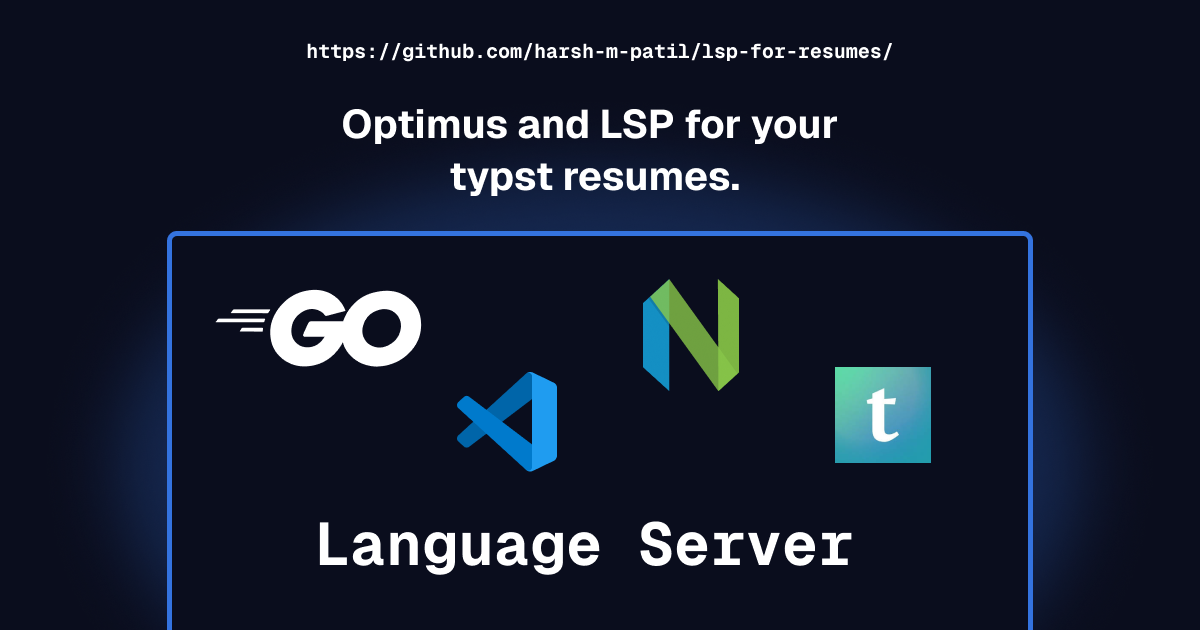 https://github.com/harsh-m-patil/lsp-for-resumes/
Optimus and LSP for your
typst resumes.
GO
t
Language Server